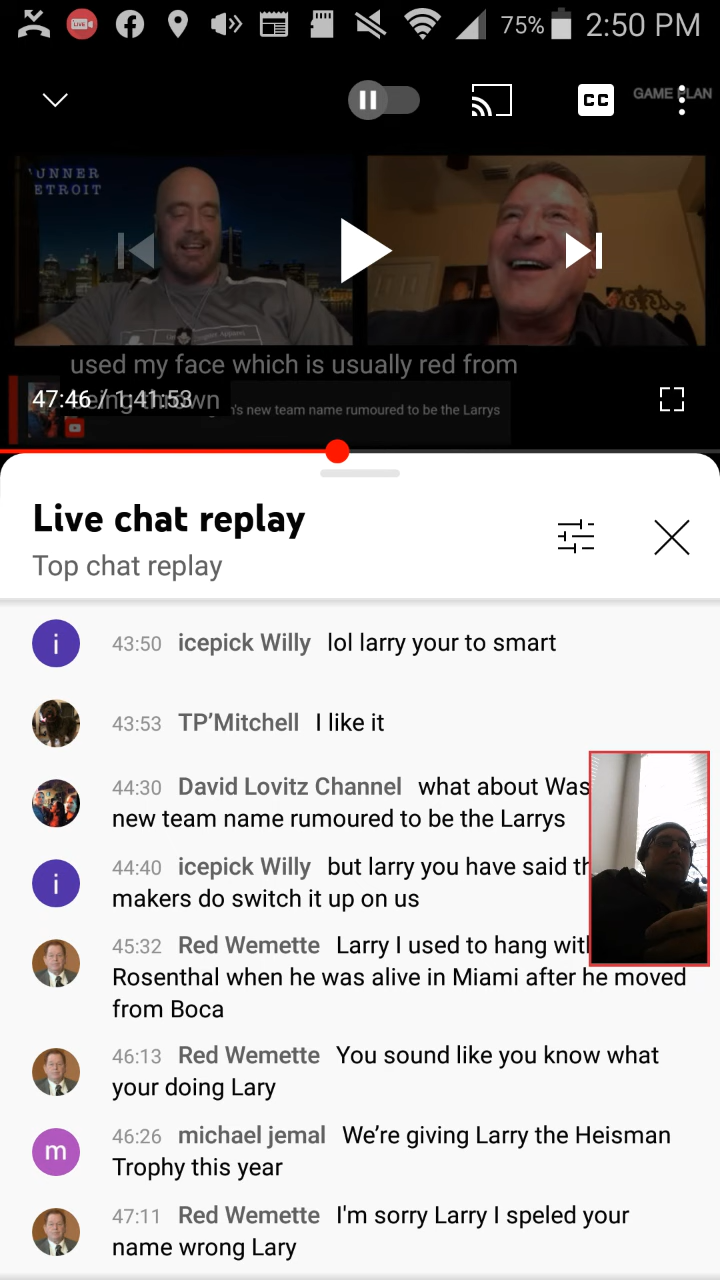 LIVE
75% 2:50 PM
CC GAME PLAN
UNNER
ETROIT
used my face which is usually red from
being thrown
47:46 / 1:41:53
's new team name rumoured to be the Larrys
Live chat replay
Top chat replay
i 43:50 icepick Willy lol larry your to smart
43:53 TP’Mitchell I like it
44:30 David Lovitz Channel what about Was
new team name rumoured to be the Larrys
i 44:40 icepick Willy but larry you have said th
makers do switch it up on us
45:32 Red Wemette Larry I used to hang with
Rosenthal when he was alive in Miami after he moved
from Boca
46:13 Red Wemette You sound like you know what
your doing Lary
m 46:26 michael jemal We’re giving Larry the Heisman
Trophy this year
47:11 Red Wemette I'm sorry Larry I speled your
name wrong Lary